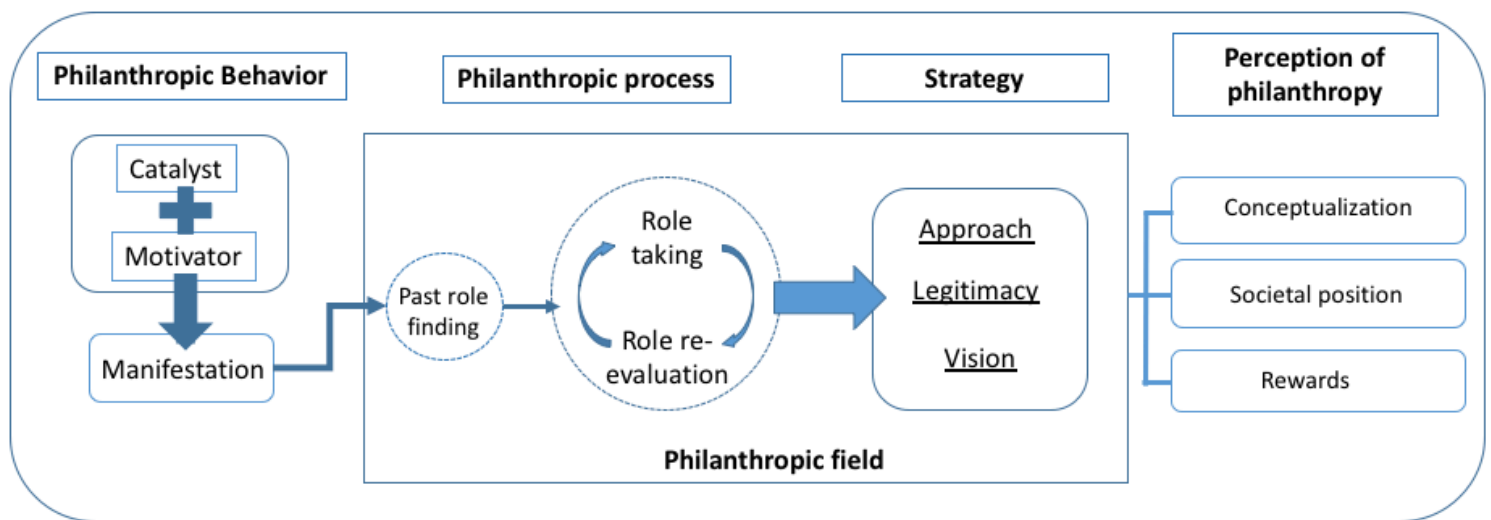 Philanthropic Behavior
Philanthropic process
Strategy
Perception of
philanthropy
Catalyst
Motivator
Manifestation
Past role
finding
Role
taking
Role re-
evaluation
Approach
Legitimacy
Vision
Philanthropic field
Conceptualization
Societal position
Rewards